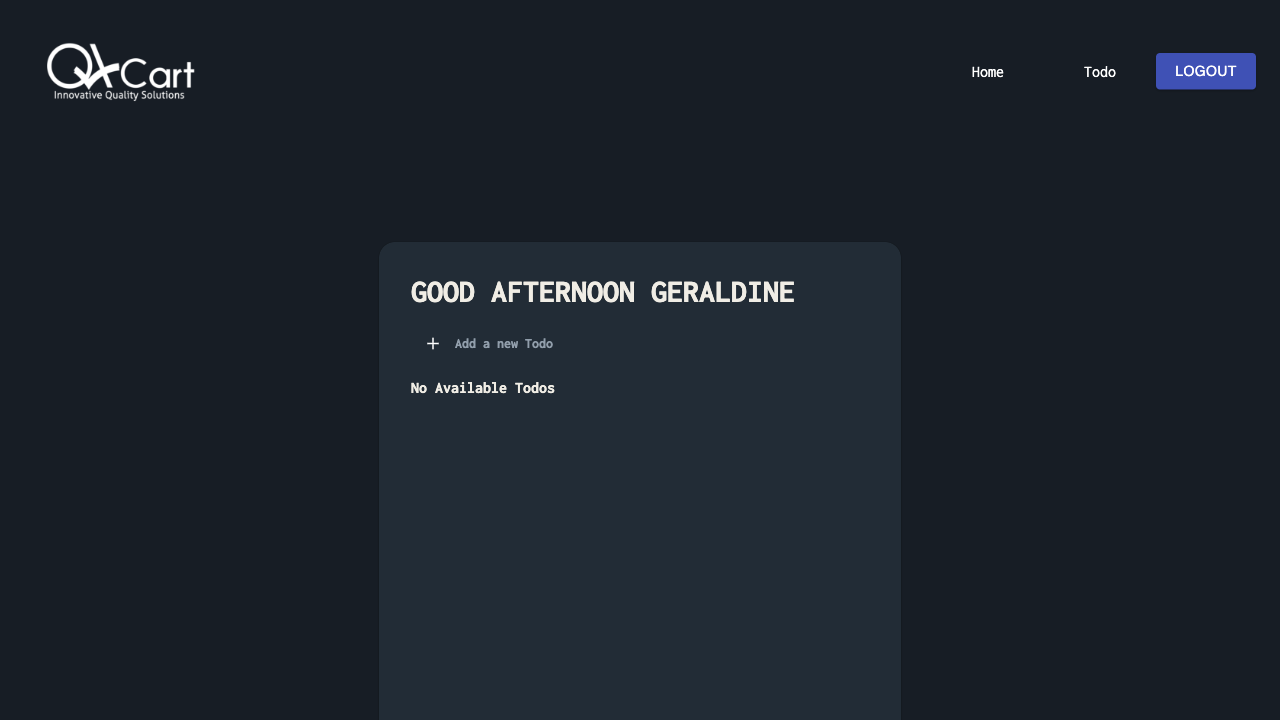 QACart
Innovative Quality Solutions
Home
Todo
LOGOUT
GOOD AFTERNOON GERALDINE
+ Add a new Todo
No Available Todos